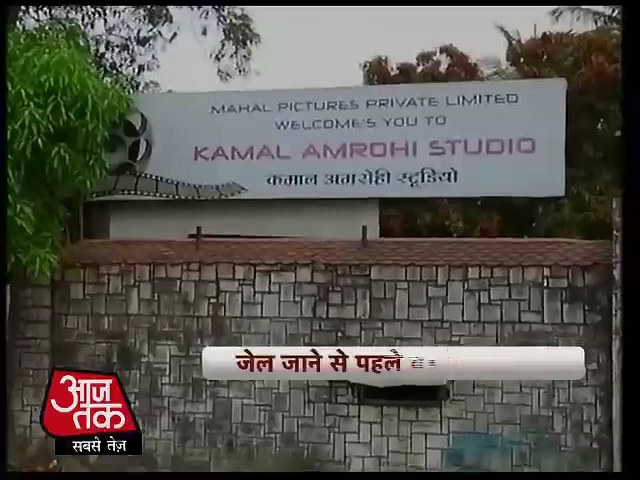 MAHAL PICTURES PRIVATE LIMITED
WELCOME'S YOU TO
KAMAL AMROHI STUDIO
कमाल अमरोही स्टूडियो
जेल जाने से पहले
आज तक
सबसे तेज़